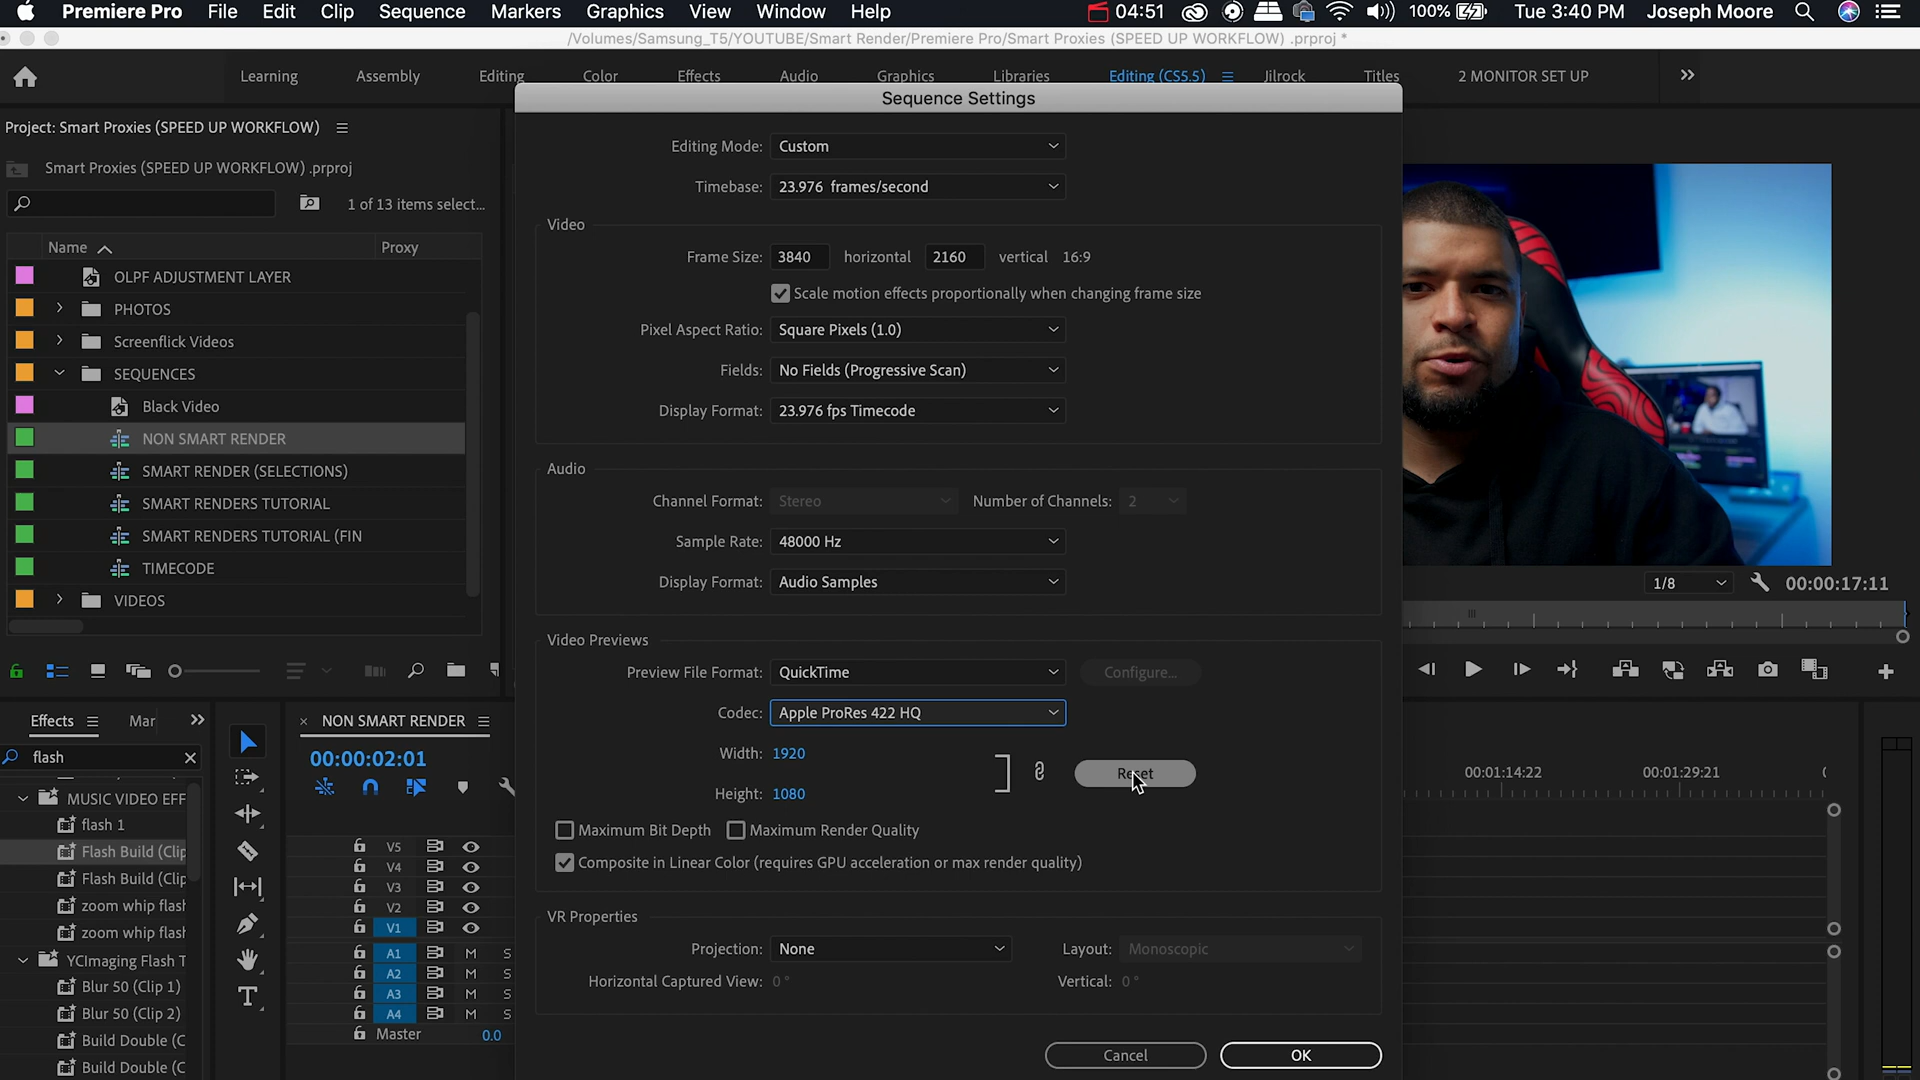 Premiere Pro File Edit Clip Sequence Markers Graphics View Window Help 04:51 100% Tue 3:40 PM Joseph Moore
/Volumes/Samsung_T5/YOUTUBE/Smart Render/Premiere Pro/Smart Proxies (SPEED UP WORKFLOW) .prproj *
Learning Assembly Editing Color Effects Audio Graphics Libraries Editing (CS5.5) Jilrock Titles 2 MONITOR SET UP
Sequence Settings
Project: Smart Proxies (SPEED UP WORKFLOW)
Smart Proxies (SPEED UP WORKFLOW) .prproj
1 of 13 items select...
Name Proxy
OLPF ADJUSTMENT LAYER
PHOTOS
Screenflick Videos
SEQUENCES
Black Video
NON SMART RENDER
SMART RENDER (SELECTIONS)
SMART RENDERS TUTORIAL
SMART RENDERS TUTORIAL (FIN
TIMECODE
VIDEOS
Editing Mode: Custom
Timebase: 23.976 frames/second
Video
Frame Size: 3840 horizontal 2160 vertical 16:9
Scale motion effects proportionally when changing frame size
Pixel Aspect Ratio: Square Pixels (1.0)
Fields: No Fields (Progressive Scan)
Display Format: 23.976 fps Timecode
Audio
Channel Format: Stereo Number of Channels: 2
Sample Rate: 48000 Hz
Display Format: Audio Samples
Video Previews
Preview File Format: QuickTime Configure...
Codec: Apple ProRes 422 HQ
Width: 1920
Reset
Height: 1080
Maximum Bit Depth Maximum Render Quality
Composite in Linear Color (requires GPU acceleration or max render quality)
VR Properties
Projection: None Layout: Monoscopic
Horizontal Captured View: 0° Vertical: 0°
Cancel OK
1/8 00:00:17:11
Effects Mar
flash
MUSIC VIDEO EFF
flash 1
Flash Build (Clip
Flash Build (Clip
zoom whip flash
zoom whip flash
YCImaging Flash T
Blur 50 (Clip 1)
Blur 50 (Clip 2)
Build Double (C
Build Double (C
NON SMART RENDER
00:00:02:01
00:01:14:22 00:01:29:21
V5
V4
V3
V2
V1
A1 M S
A2 M S
A3 M S
A4 M S
Master 0.0